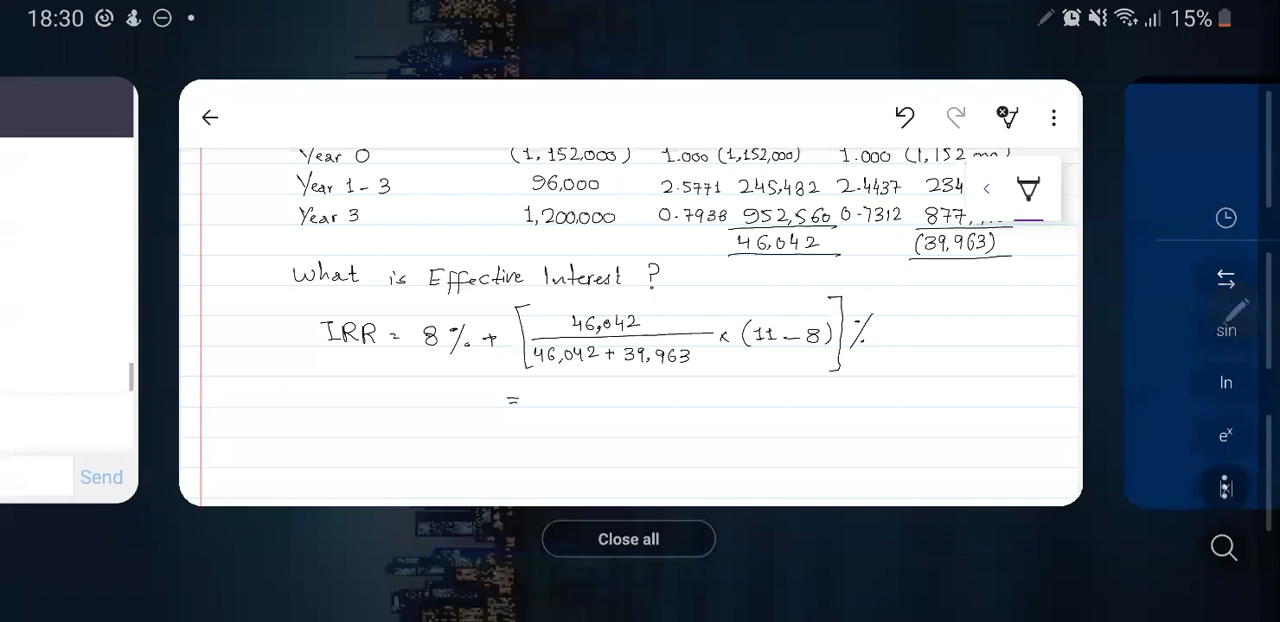 18:30 15%
Year 0 (1,152,000) 1.000 (1,152,000) 1.000 (1,152
Year 1-3 96,000 2.5771 245,482 2.4437 234
Year 3 1,200,000 0.7938 952,560 0.7312 877,
46,042 (39,963)
What is Effective Interest ?
IRR = 8 % + [ 46,042 / 46,042 + 39,963 × (11 - 8) ] %
=
Send
sin
ln
eˣ
|x|
Close all